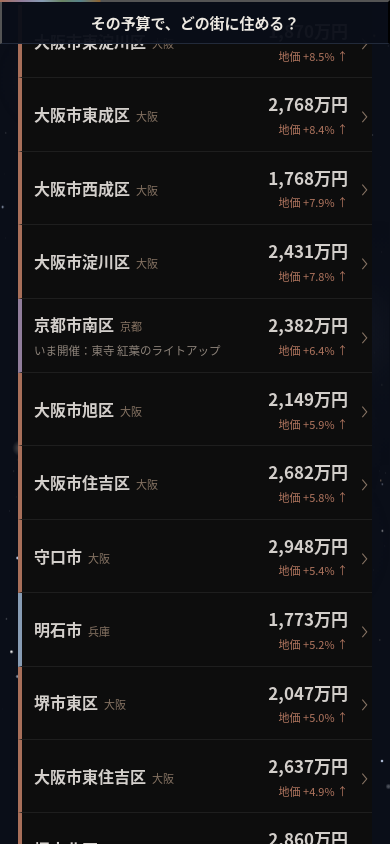 その予算で、どの街に住める？
大阪市東淀川区 大阪
地価 +8.5% ↑
大阪市東成区 大阪
2,768万円
地価 +8.4% ↑
大阪市西成区 大阪
1,768万円
地価 +7.9% ↑
大阪市淀川区 大阪
2,431万円
地価 +7.8% ↑
京都市南区 京都
いま開催：東寺 紅葉のライトアップ
2,382万円
地価 +6.4% ↑
大阪市旭区 大阪
2,149万円
地価 +5.9% ↑
大阪市住吉区 大阪
2,682万円
地価 +5.8% ↑
守口市 大阪
2,948万円
地価 +5.4% ↑
明石市 兵庫
1,773万円
地価 +5.2% ↑
堺市東区 大阪
2,047万円
地価 +5.0% ↑
大阪市東住吉区 大阪
2,637万円
地価 +4.9% ↑
2,860万円